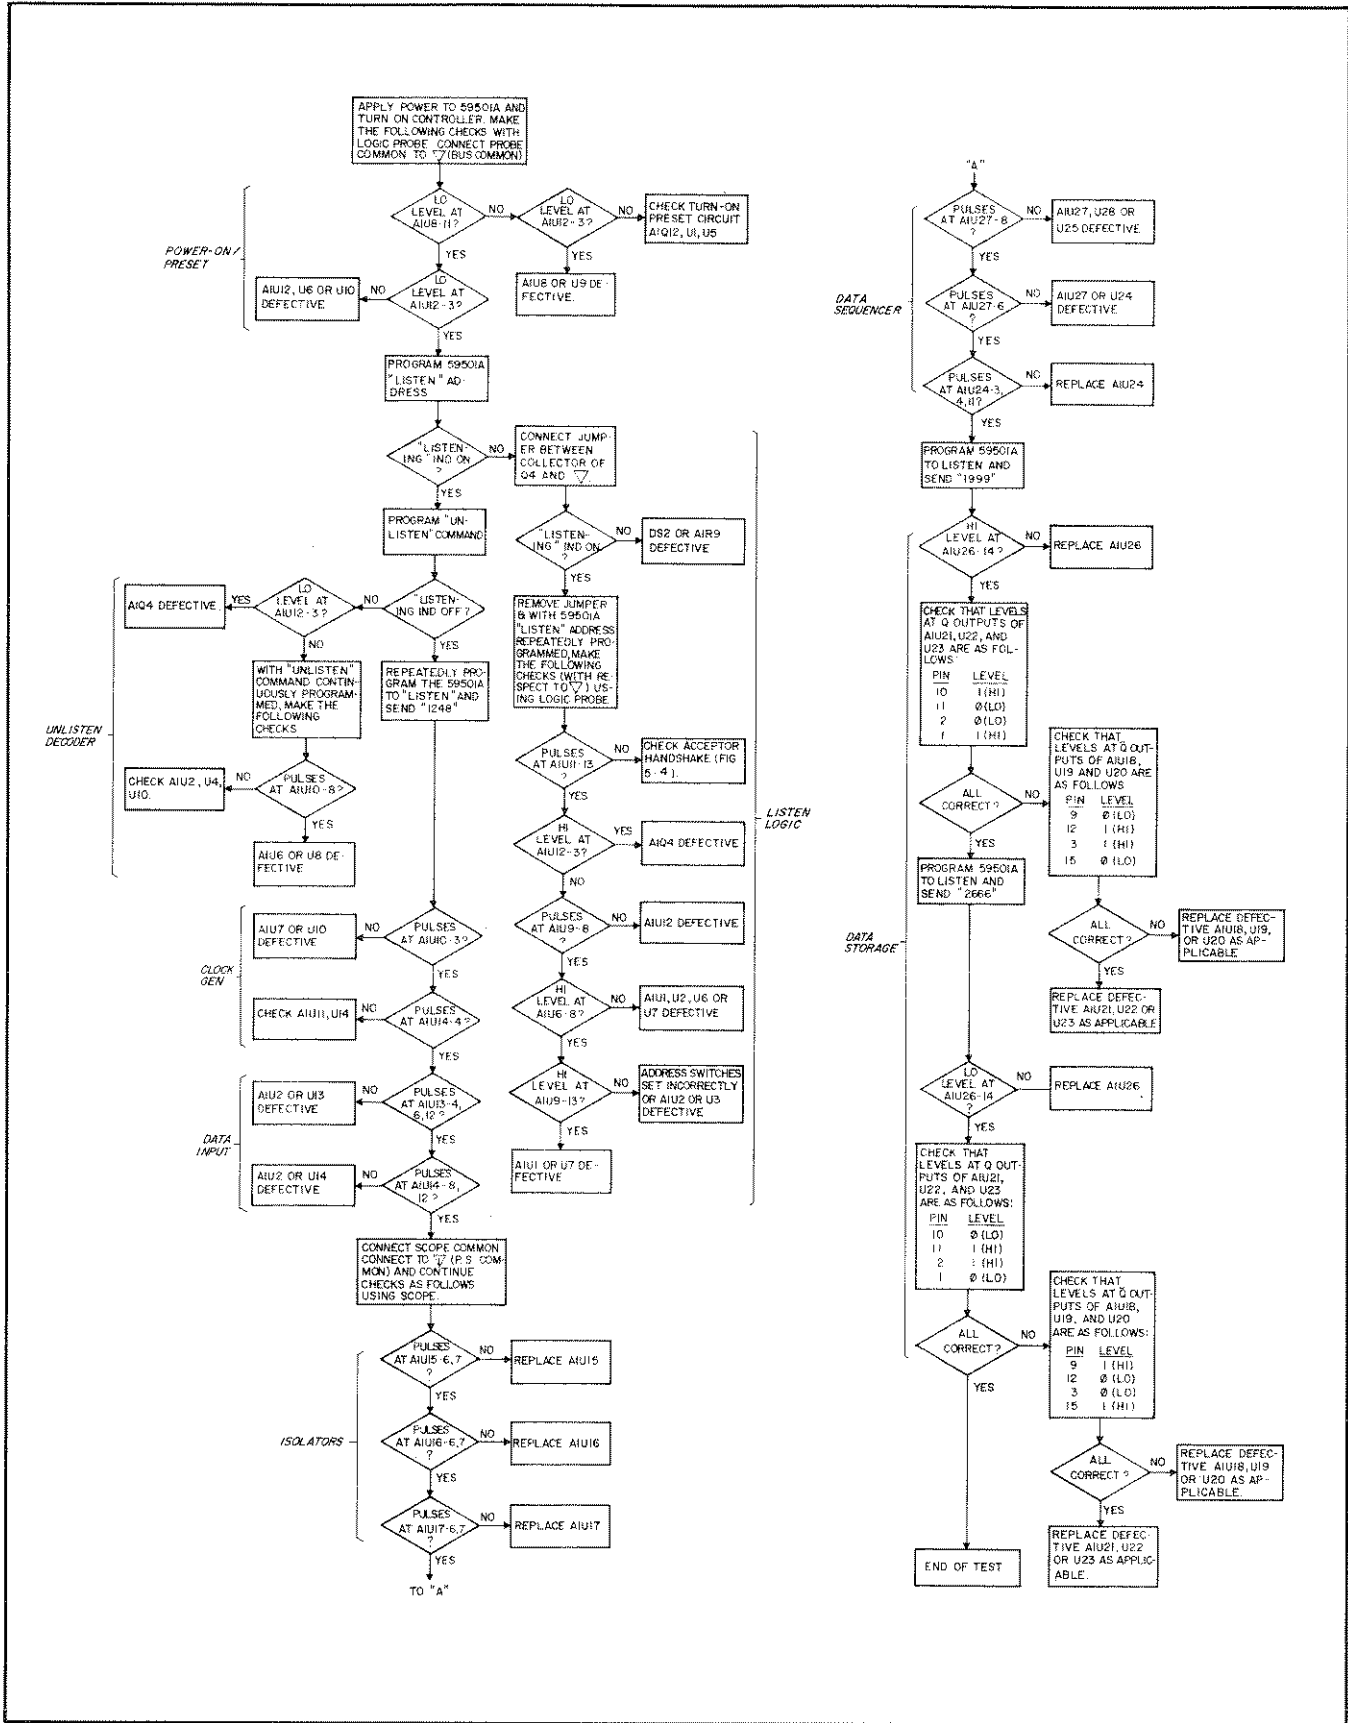 APPLY POWER TO 59501A AND
TURN ON CONTROLLER. MAKE
THE FOLLOWING CHECKS WITH
LOGIC PROBE CONNECT PROBE
COMMON TO ▽ (BUS COMMON)
POWER-ON/
PRESET
LO
LEVEL AT
A1U8-11?
NO
YES
LO
LEVEL AT
A1U12-3?
NO
YES
CHECK TURN-ON
PRESET CIRCUIT
A1Q12, U1, U5
A1U8 OR U9 DE-
FECTIVE.
LO
LEVEL AT
A1U12-3?
NO
YES
A1U12, U6 OR U10
DEFECTIVE
PROGRAM 59501A
"LISTEN" AD-
DRESS
"LISTEN-
ING" IND ON
?
NO
YES
CONNECT JUMP-
ER BETWEEN
COLLECTOR OF
Q4 AND ▽.
PROGRAM "UN-
LISTEN" COMMAND
"LISTEN-
ING" IND ON
?
NO
YES
DS2 OR A1R9
DEFECTIVE
UNLISTEN
DECODER
"LISTEN-
ING IND OFF?
NO
YES
LO
LEVEL AT
A1U12-3?
YES
NO
A1Q4 DEFECTIVE.
WITH "UNLISTEN"
COMMAND CONTIN-
UOUSLY PROGRAM-
MED, MAKE THE
FOLLOWING
CHECKS
PULSES
AT A1U10-8?
NO
YES
CHECK A1U2, U4,
U10.
A1U6 OR U8 DE-
FECTIVE
REPEATEDLY PRO-
GRAM THE 59501A
TO "LISTEN" AND
SEND "1248"
LISTEN
LOGIC
REMOVE JUMPER
& WITH 59501A
"LISTEN" ADDRESS
REPEATEDLY PRO-
GRAMMED, MAKE
THE FOLLOWING
CHECKS (WITH RE-
SPECT TO ▽) US-
ING LOGIC PROBE.
PULSES
AT A1U11-13
?
NO
YES
CHECK ACCEPTOR
HANDSHAKE (FIG
5-4).
HI
LEVEL AT
A1U12-3?
YES
NO
A1Q4 DEFECTIVE
PULSES
AT A1U9-8
?
NO
YES
A1U12 DEFECTIVE
HI
LEVEL AT
A1U6-8?
NO
YES
A1U1, U2, U6 OR
U7 DEFECTIVE
HI
LEVEL AT
A1U9-13?
NO
YES
ADDRESS SWITCHES
SET INCORRECTLY
OR A1U2 OR U3
DEFECTIVE
A1U1 OR U7 DE-
FECTIVE
CLOCK
GEN
PULSES
AT A1U10-3?
NO
YES
A1U7 OR U10
DEFECTIVE
PULSES
AT A1U14-4?
NO
YES
CHECK A1U11, U14
DATA
INPUT
PULSES
AT A1U13-4,
6,12?
NO
YES
A1U2 OR U13
DEFECTIVE
PULSES
AT A1U14-8,
12?
NO
YES
A1U2 OR U14
DEFECTIVE
CONNECT SCOPE COMMON
CONNECT TO ▽ (P.S. COM-
MON) AND CONTINUE
CHECKS AS FOLLOWS
USING SCOPE.
ISOLATORS
PULSES
AT A1U15-6,7
?
NO
YES
REPLACE A1U15
PULSES
AT A1U16-6,7
?
NO
YES
REPLACE A1U16
PULSES
AT A1U17-6,7
?
NO
YES
REPLACE A1U17
TO "A"
"A"
DATA
SEQUENCER
PULSES
AT A1U27-8
?
NO
YES
A1U27, U28 OR
U25 DEFECTIVE
PULSES
AT A1U27-6
?
NO
YES
A1U27 OR U24
DEFECTIVE
PULSES
AT A1U24-3,
4,11?
NO
YES
REPLACE A1U24
PROGRAM 59501A
TO LISTEN AND
SEND "1999"
DATA
STORAGE
HI
LEVEL AT
A1U26-14?
NO
YES
REPLACE A1U26
CHECK THAT LEVELS
AT Q OUTPUTS OF
A1U21, U22, AND
U23 ARE AS FOL-
LOWS:
PIN LEVEL
10 1 (HI)
11 0 (LO)
2 0 (LO)
1 1 (HI)
ALL
CORRECT?
NO
YES
CHECK THAT
LEVELS AT Q̄ OUT-
PUTS OF A1U18,
U19 AND U20 ARE
AS FOLLOWS
PIN LEVEL
9 0 (LO)
12 1 (HI)
3 1 (HI)
15 0 (LO)
ALL
CORRECT?
NO
YES
REPLACE DEFEC-
TIVE A1U18, U19,
OR U20 AS AP-
PLICABLE
REPLACE DEFEC-
TIVE A1U21, U22 OR
U23 AS APPLICABLE
PROGRAM 59501A
TO LISTEN AND
SEND "2666"
LO
LEVEL AT
A1U26-14
?
NO
YES
REPLACE A1U26
CHECK THAT
LEVELS AT Q OUT-
PUTS OF A1U21,
U22, AND U23
ARE AS FOLLOWS:
PIN LEVEL
10 0 (LO)
11 1 (HI)
2 1 (HI)
1 0 (LO)
ALL
CORRECT?
NO
YES
CHECK THAT
LEVELS AT Q̄ OUT-
PUTS OF A1U18,
U19, AND U20
ARE AS FOLLOWS:
PIN LEVEL
9 1 (HI)
12 0 (LO)
3 0 (LO)
15 1 (HI)
ALL
CORRECT?
NO
YES
REPLACE DEFEC-
TIVE A1U18, U19
OR U20 AS AP-
PLICABLE.
REPLACE DEFEC-
TIVE A1U21, U22
OR U23 AS APPLIC-
ABLE.
END OF TEST